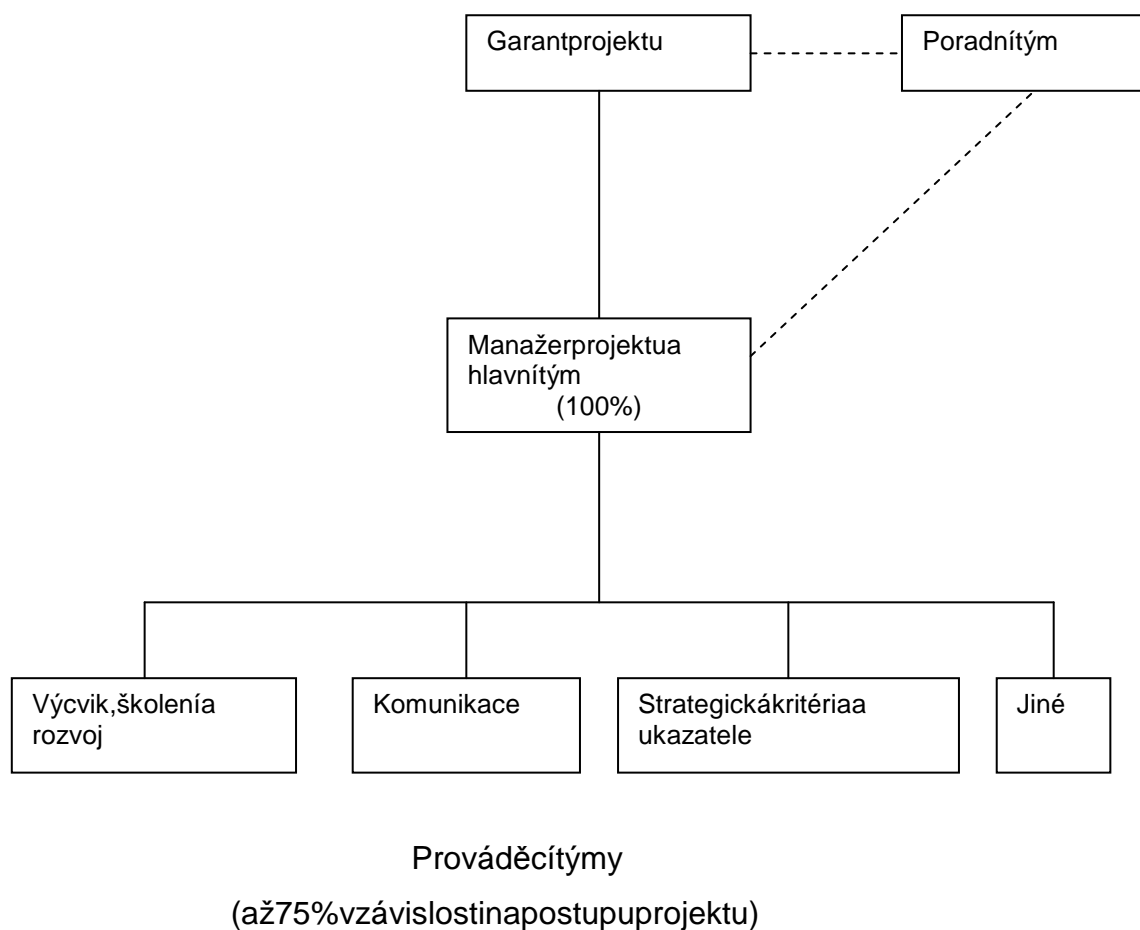 Garantprojektu
Poradnítým
Manažerprojektua
hlavnítým
(100%)
Výcvik,školenía
rozvoj
Komunikace
Strategickákritériaa
ukazatele
Jiné
Prováděcítýmy
(až75%vzávislostinapostupuprojektu)